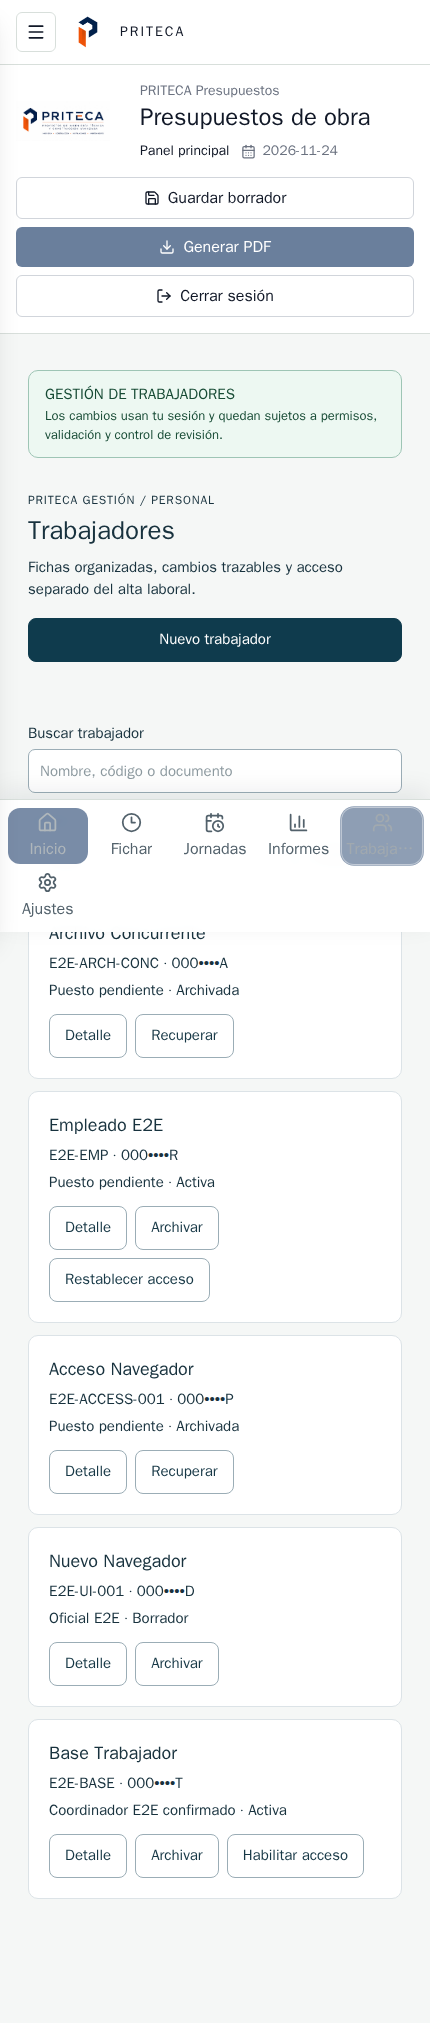 PRITECA
PRITECA
PRITECA Presupuestos
Presupuestos de obra
Panel principal 2026-11-24
Guardar borrador
Generar PDF
Cerrar sesión
GESTIÓN DE TRABAJADORES
Los cambios usan tu sesión y quedan sujetos a permisos,
validación y control de revisión.
PRITECA GESTIÓN / PERSONAL
Trabajadores
Fichas organizadas, cambios trazables y acceso
separado del alta laboral.
Nuevo trabajador
Buscar trabajador
Nombre, código o documento
Inicio Fichar Jornadas Informes Trabaja...
Ajustes
Archivo Concurrente
E2E-ARCH-CONC · 000••••A
Puesto pendiente · Archivada
Detalle Recuperar
Empleado E2E
E2E-EMP · 000••••R
Puesto pendiente · Activa
Detalle Archivar
Restablecer acceso
Acceso Navegador
E2E-ACCESS-001 · 000••••P
Puesto pendiente · Archivada
Detalle Recuperar
Nuevo Navegador
E2E-UI-001 · 000••••D
Oficial E2E · Borrador
Detalle Archivar
Base Trabajador
E2E-BASE · 000••••T
Coordinador E2E confirmado · Activa
Detalle Archivar Habilitar acceso